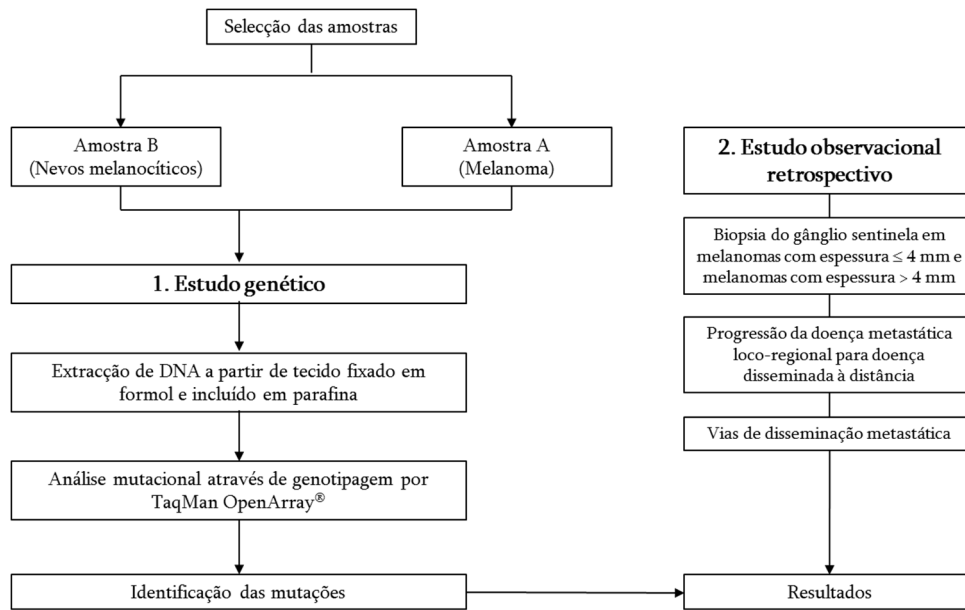 Selecção das amostras
Amostra B
(Nevos melanocíticos)
Amostra A
(Melanoma)
1. Estudo genético
Extracção de DNA a partir de tecido fixado em
formol e incluído em parafina
Análise mutacional através de genotipagem por
TaqMan OpenArray®
Identificação das mutações
2. Estudo observacional
retrospectivo
Biopsia do gânglio sentinela em
melanomas com espessura ≤ 4 mm e
melanomas com espessura > 4 mm
Progressão da doença metastática
loco-regional para doença
disseminada à distância
Vias de disseminação metastática
Resultados